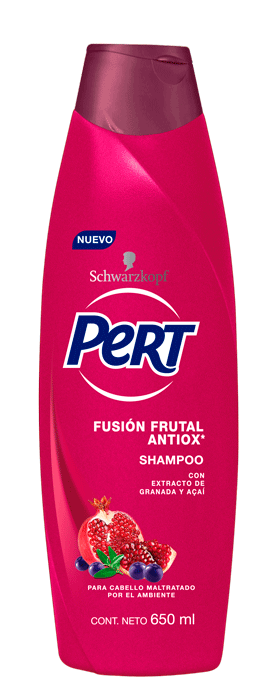 NUEVO
Schwarzkopf
PERT
FUSIÓN FRUTAL
ANTIOX*
SHAMPOO
CON
EXTRACTO DE
GRANADA Y AÇAÍ
PARA CABELLO MALTRATADO
POR EL AMBIENTE
CONT. NETO 650 ml